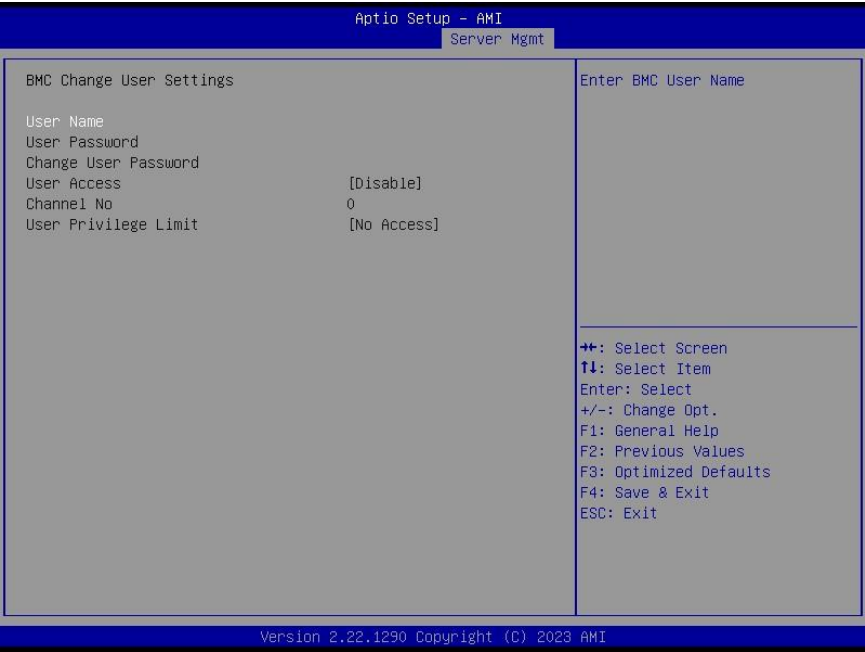 Aptio Setup – AMI
Server Mgmt
BMC Change User Settings
User Name
User Password
Change User Password
User Access [Disable]
Channel No 0
User Privilege Limit [No Access]
Enter BMC User Name
→←: Select Screen
↑↓: Select Item
Enter: Select
+/-: Change Opt.
F1: General Help
F2: Previous Values
F3: Optimized Defaults
F4: Save & Exit
ESC: Exit
Version 2.22.1290 Copyright (C) 2023 AMI